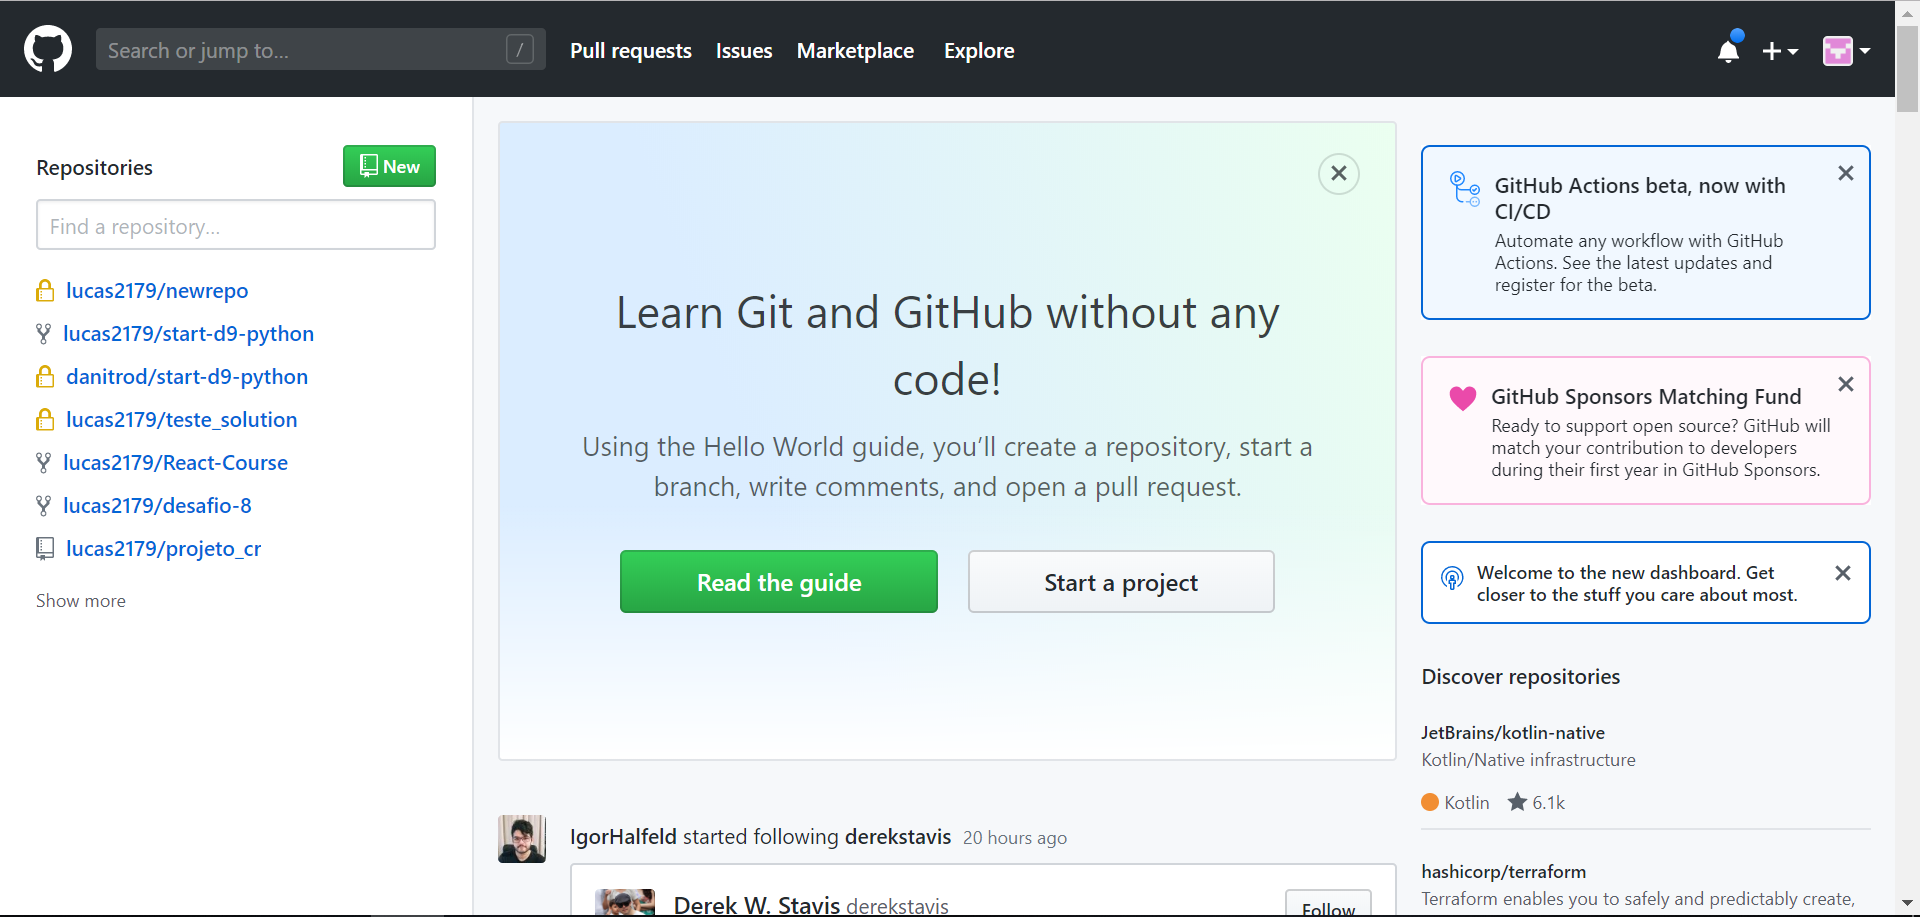 Search or jump to...
/
Pull requests
Issues
Marketplace
Explore
Repositories
New
Find a repository...
lucas2179/newrepo
lucas2179/start-d9-python
danitrod/start-d9-python
lucas2179/teste_solution
lucas2179/React-Course
lucas2179/desafio-8
lucas2179/projeto_cr
Show more
Learn Git and GitHub without any
code!
Using the Hello World guide, you’ll create a repository, start a
branch, write comments, and open a pull request.
Read the guide
Start a project
IgorHalfeld started following derekstavis 20 hours ago
Derek W. Stavis derekstavis
Follow
GitHub Actions beta, now with
CI/CD
Automate any workflow with GitHub
Actions. See the latest updates and
register for the beta.
GitHub Sponsors Matching Fund
Ready to support open source? GitHub will
match your contribution to developers
during their first year in GitHub Sponsors.
Welcome to the new dashboard. Get
closer to the stuff you care about most.
Discover repositories
JetBrains/kotlin-native
Kotlin/Native infrastructure
Kotlin
6.1k
hashicorp/terraform
Terraform enables you to safely and predictably create,